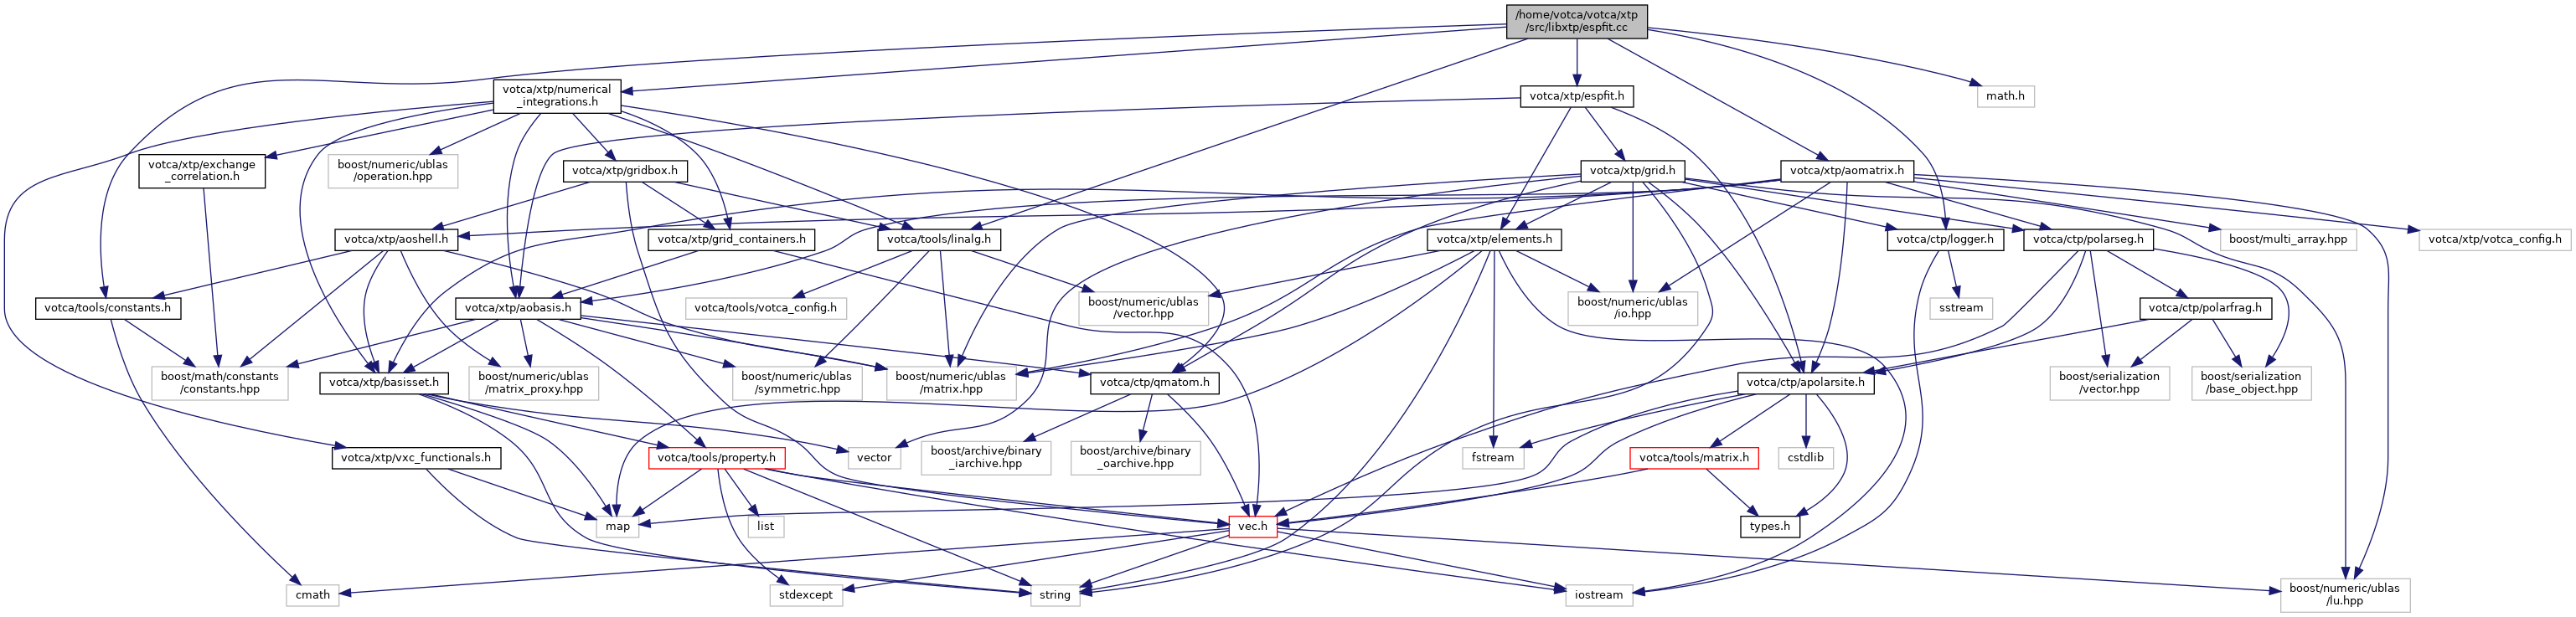 /home/votca/votca/xtp
/src/libxtp/espfit.cc
votca/xtp/numerical
_integrations.h
votca/xtp/espfit.h
math.h
votca/xtp/exchange
_correlation.h
boost/numeric/ublas
/operation.hpp
votca/xtp/gridbox.h
votca/xtp/grid.h
votca/xtp/aomatrix.h
votca/xtp/aoshell.h
votca/xtp/grid_containers.h
votca/tools/linalg.h
votca/xtp/elements.h
votca/ctp/logger.h
votca/ctp/polarseg.h
boost/multi_array.hpp
votca/xtp/votca_config.h
votca/tools/constants.h
votca/xtp/aobasis.h
votca/tools/votca_config.h
boost/numeric/ublas
/vector.hpp
boost/numeric/ublas
/io.hpp
sstream
votca/ctp/polarfrag.h
boost/math/constants
/constants.hpp
votca/xtp/basisset.h
boost/numeric/ublas
/matrix_proxy.hpp
boost/numeric/ublas
/symmetric.hpp
boost/numeric/ublas
/matrix.hpp
votca/ctp/qmatom.h
votca/ctp/apolarsite.h
boost/serialization
/vector.hpp
boost/serialization
/base_object.hpp
votca/xtp/vxc_functionals.h
votca/tools/property.h
vector
boost/archive/binary
_iarchive.hpp
boost/archive/binary
_oarchive.hpp
fstream
votca/tools/matrix.h
cstdlib
map
list
vec.h
types.h
cmath
stdexcept
string
iostream
boost/numeric/ublas
/lu.hpp